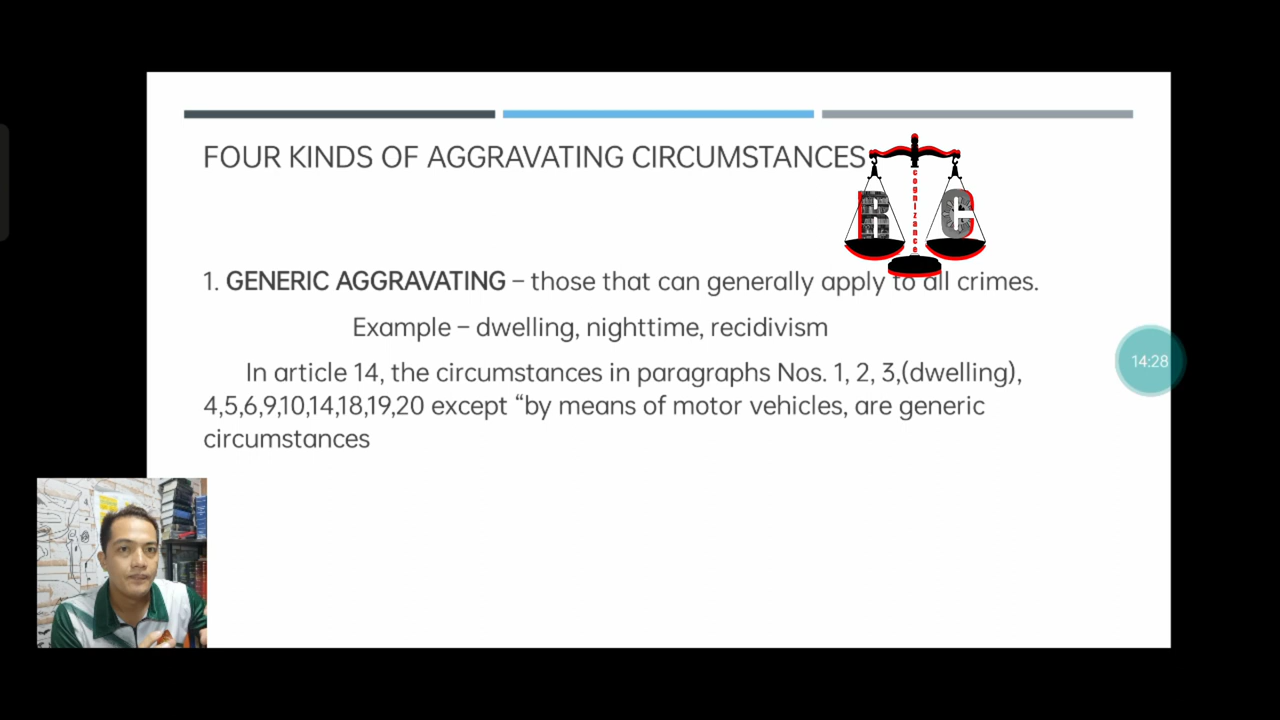 FOUR KINDS OF AGGRAVATING CIRCUMSTANCES
R cognizance C
1. GENERIC AGGRAVATING – those that can generally apply to all crimes.
Example – dwelling, nighttime, recidivism
14:28
In article 14, the circumstances in paragraphs Nos. 1, 2, 3,(dwelling),
4,5,6,9,10,14,18,19,20 except “by means of motor vehicles, are generic
circumstances